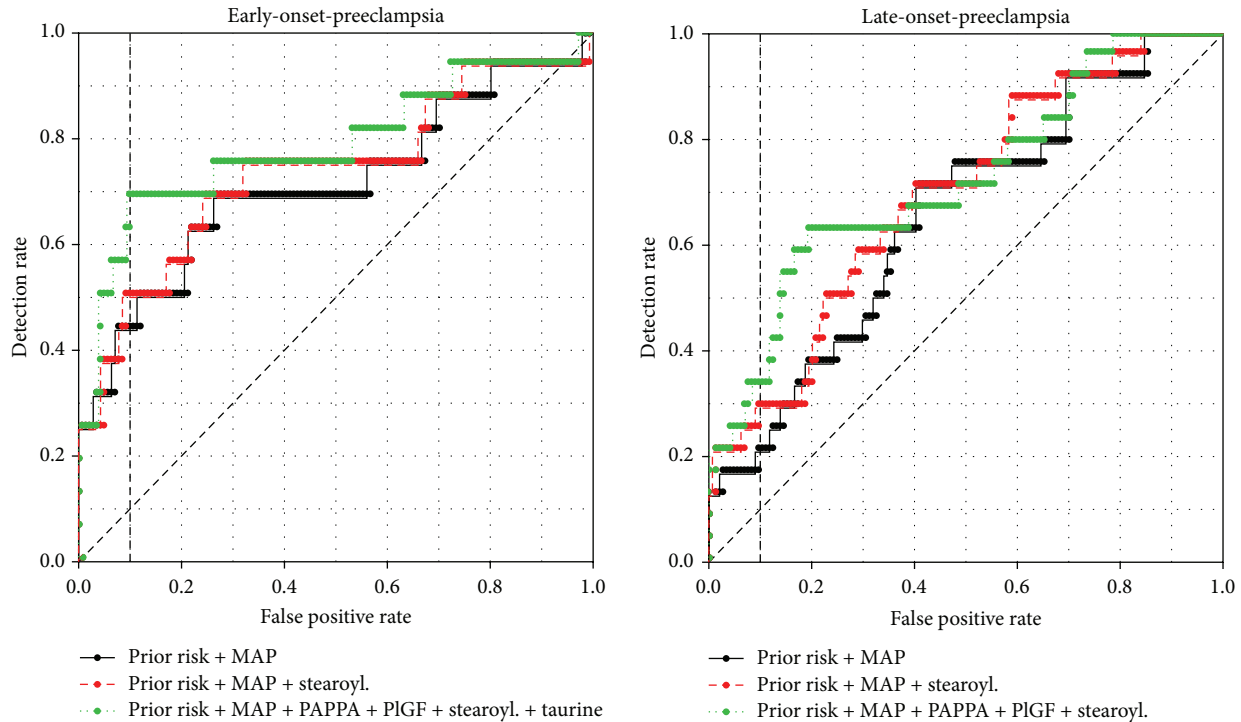 Early-onset-preeclampsia
1.0
0.8
0.6
0.4
0.2
0.0
Detection rate
0.0
0.2
0.4
0.6
0.8
1.0
False positive rate
Prior risk + MAP
Prior risk + MAP + stearoyl.
Prior risk + MAP + PAPPA + PlGF + stearoyl. + taurine
Late-onset-preeclampsia
1.0
0.8
0.6
0.4
0.2
0.0
Detection rate
0.0
0.2
0.4
0.6
0.8
1.0
False positive rate
Prior risk + MAP
Prior risk + MAP + stearoyl.
Prior risk + MAP + PAPPA + PlGF + stearoyl.